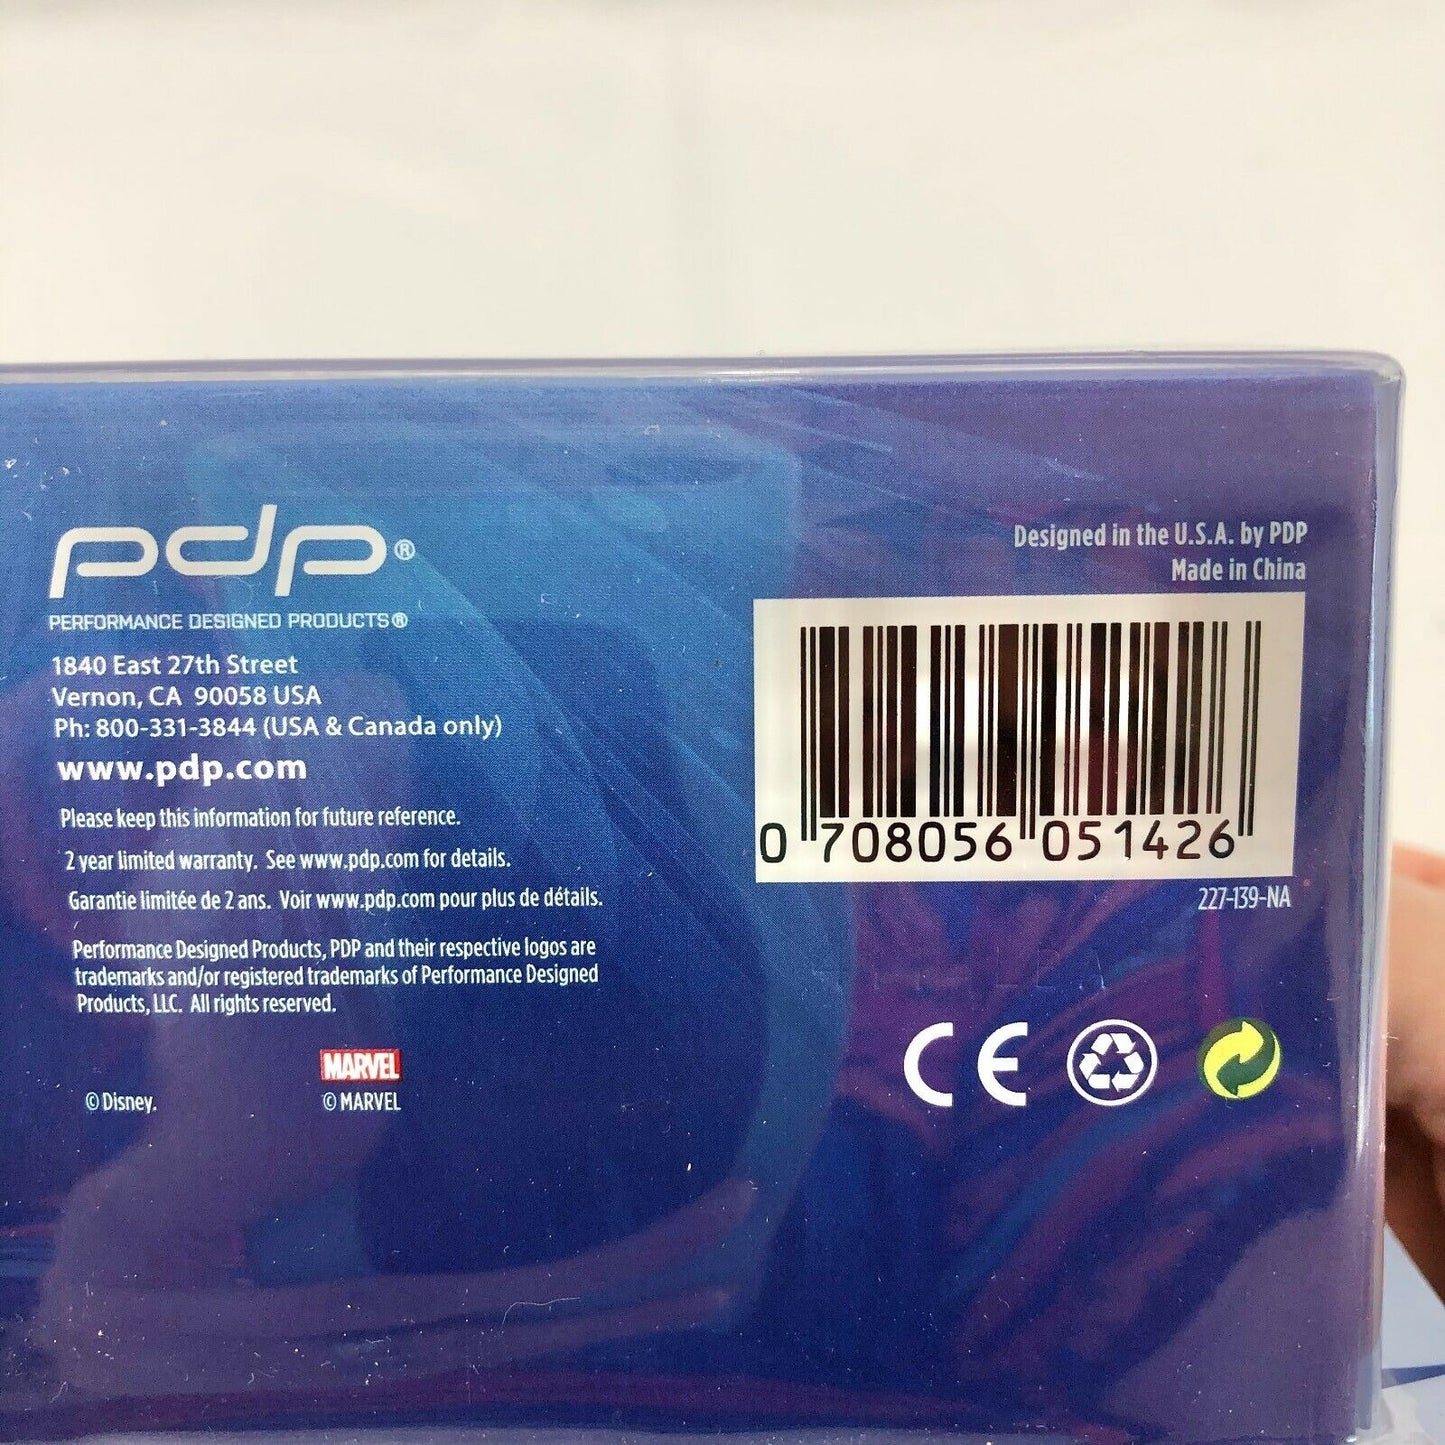 pdp®
PERFORMANCE DESIGNED PRODUCTS®
1840 East 27th Street
Vernon, CA 90058 USA
Ph: 800-331-3844 (USA & Canada only)
www.pdp.com
Please keep this information for future reference.
2 year limited warranty. See www.pdp.com for details.
Garantie limitée de 2 ans. Voir www.pdp.com pour plus de détails.
Performance Designed Products, PDP and their respective logos are
trademarks and/or registered trademarks of Performance Designed
Products, LLC. All rights reserved.
MARVEL
© Disney.
© MARVEL
Designed in the U.S.A. by PDP
Made in China
0 708056 051426
227-139-NA
CE